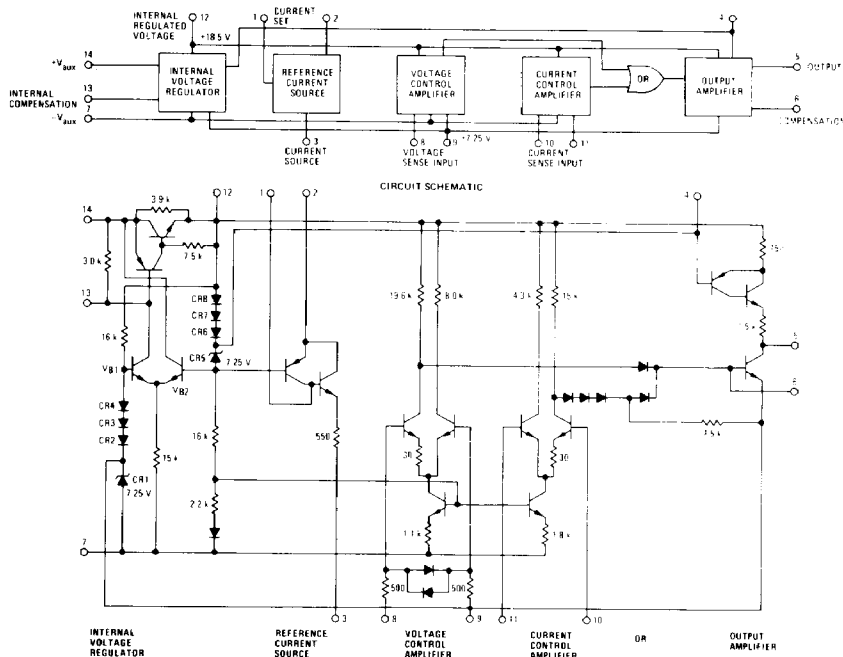 INTERNAL REGULATED VOLTAGE
12
1
CURRENT SET
2
4
+18.5 V
14
+Vaux
INTERNAL COMPENSATION
13
7
-Vaux
INTERNAL VOLTAGE REGULATOR
REFERENCE CURRENT SOURCE
VOLTAGE CONTROL AMPLIFIER
CURRENT CONTROL AMPLIFIER
OR
OUTPUT AMPLIFIER
5
OUTPUT
6
COMPENSATION
3
CURRENT SOURCE
8
9
+7.25 V
VOLTAGE SENSE INPUT
10
11
CURRENT SENSE INPUT
CIRCUIT SCHEMATIC
12
1
2
4
14
3.9 k
3.0 k
7.5 k
13
16 k
CR8
CR7
CR6
CR5
7.25 V
VB1
VB2
CR4
CR3
CR2
CR1
7.25 V
15 k
16 k
2.2 k
550
19.6 k
8.0 k
4.3 k
15 k
30
30
1.8 k
7.5 k
5
6
7
500
500
3
8
9
11
10
INTERNAL VOLTAGE REGULATOR
REFERENCE CURRENT SOURCE
VOLTAGE CONTROL AMPLIFIER
CURRENT CONTROL AMPLIFIER
OR
OUTPUT AMPLIFIER